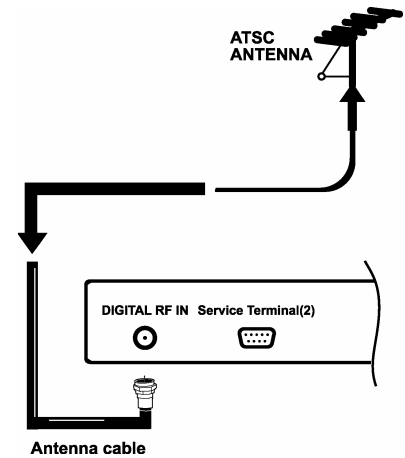 ATSC
ANTENNA
DIGITAL RF IN Service Terminal(2)
Antenna cable